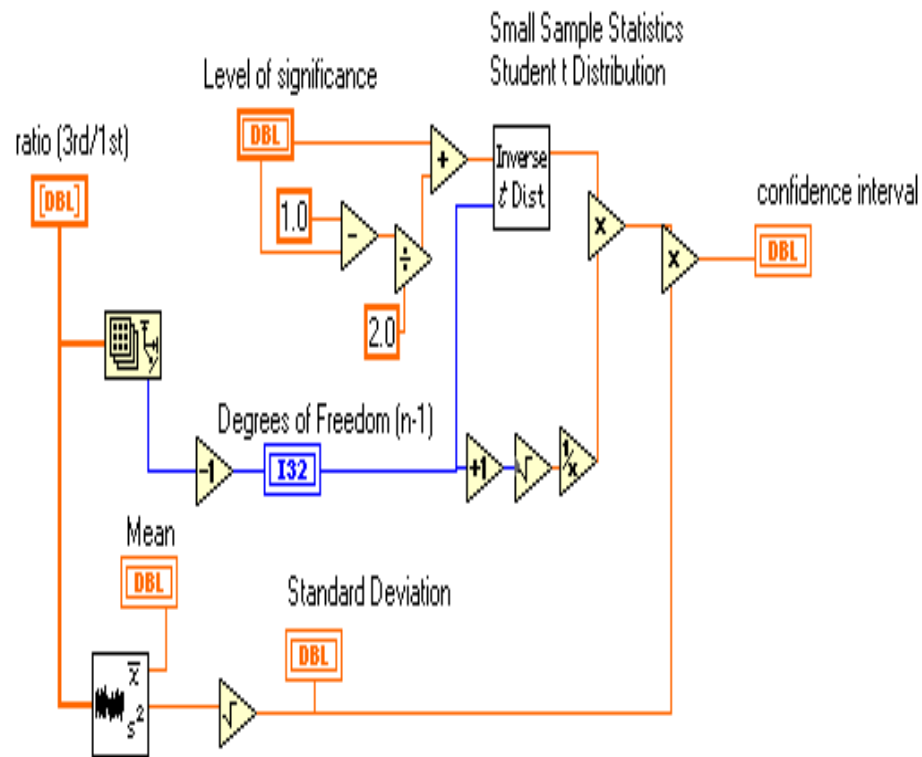 Small Sample Statistics
Student t Distribution
Level of significance
DBL
ratio (3rd/1st)
[DBL]
+
Inverse
t Dist
confidence interval
1.0
-
÷
x
x
DBL
2.0
Degrees of Freedom (n-1)
-1
I32
+1
√
1/x
Mean
DBL
Standard Deviation
DBL
x̅
s²
√